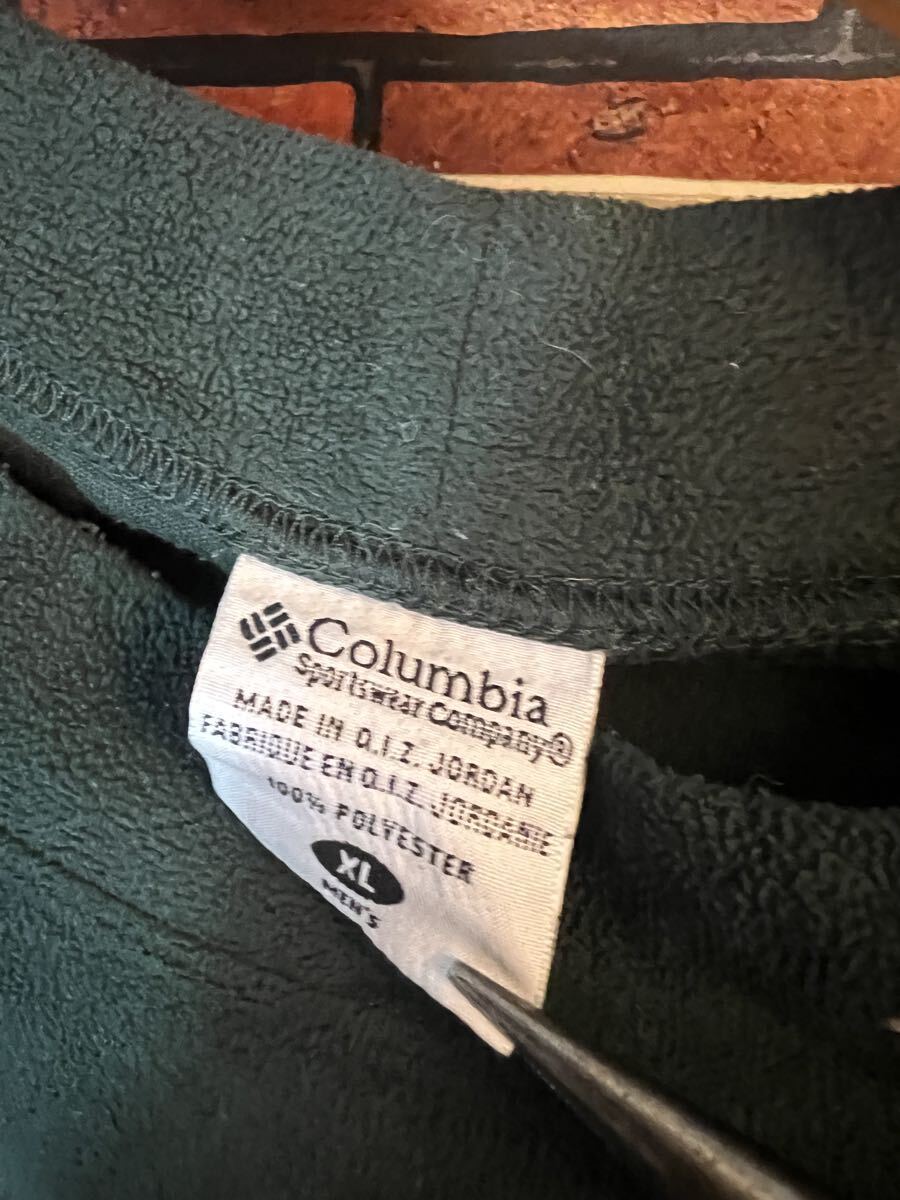 Columbia
Sportswear Company®
MADE IN Q.I.Z. JORDAN
FABRIQUE EN Q.I.Z. JORDANIE
100% POLYESTER
XL
MEN'S